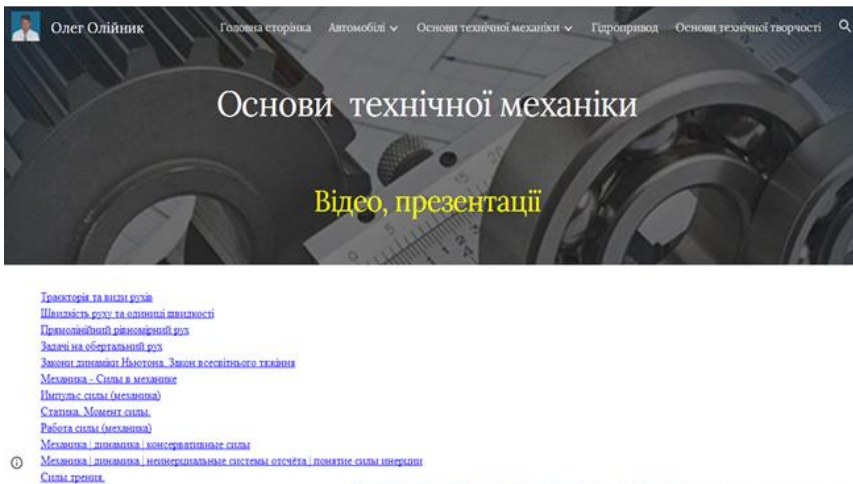 Олег Олійник
Головна сторінка Автомобілі Основи технічної механіки Гідропривод Основи технічної творчості
Основи технічної механіки
Відео, презентації
Траєкторія та види рухів
Швидкість руху та одиниці швидкості
Прямолінійний рівномірний рух
Задачі на обертальний рух
Закони динаміки Ньютона. Закон всесвітнього тяжіння
Механика - Силы в механике
Импульс силы (механика)
Статика. Момент силы.
Работа силы (механика)
Механика | динамика | консервативные силы
Механика | динамика | неинерциальные системы отсчёта | понятие силы инерции
Силы трения.